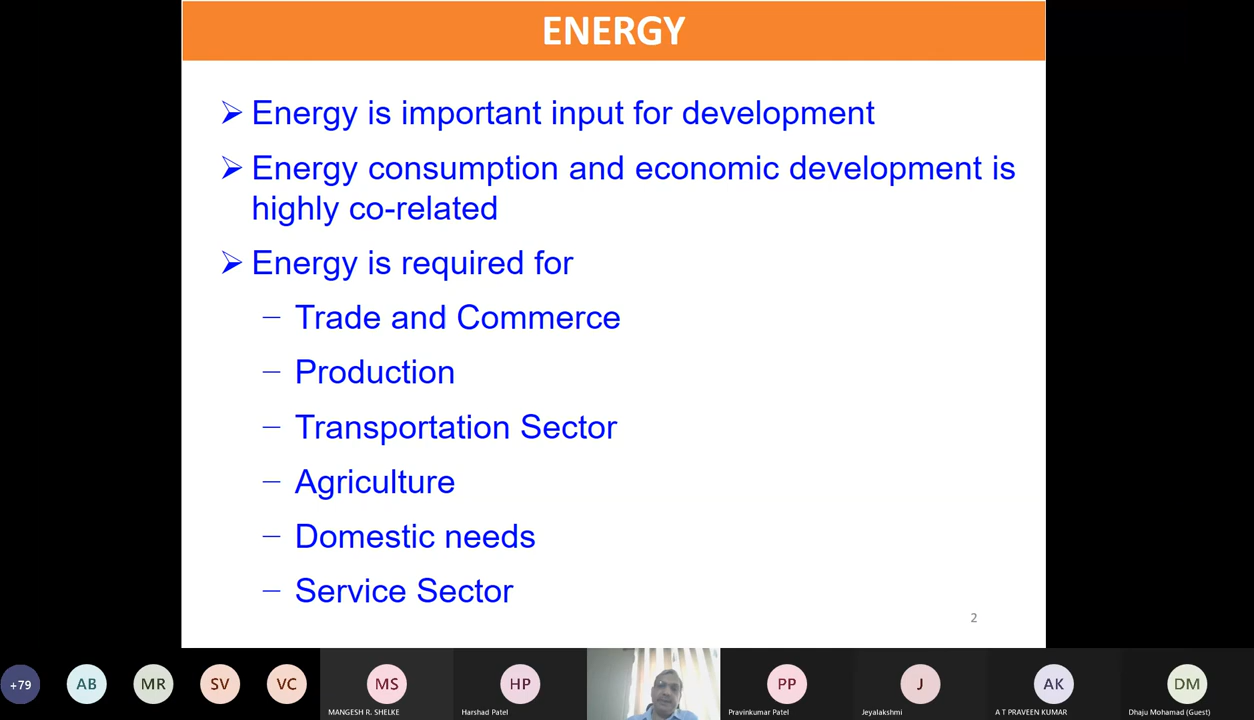 ENERGY
Energy is important input for development
Energy consumption and economic development is
highly co-related
Energy is required for
– Trade and Commerce
– Production
– Transportation Sector
– Agriculture
– Domestic needs
– Service Sector
2
+79
AB
MR
SV
VC
MS
MANGESH R. SHELKE
HP
Harshad Patel
PP
Pravinkumar Patel
J
Jeyalakshmi
AK
A T PRAVEEN KUMAR
DM
Dhaju Mohamad (Guest)